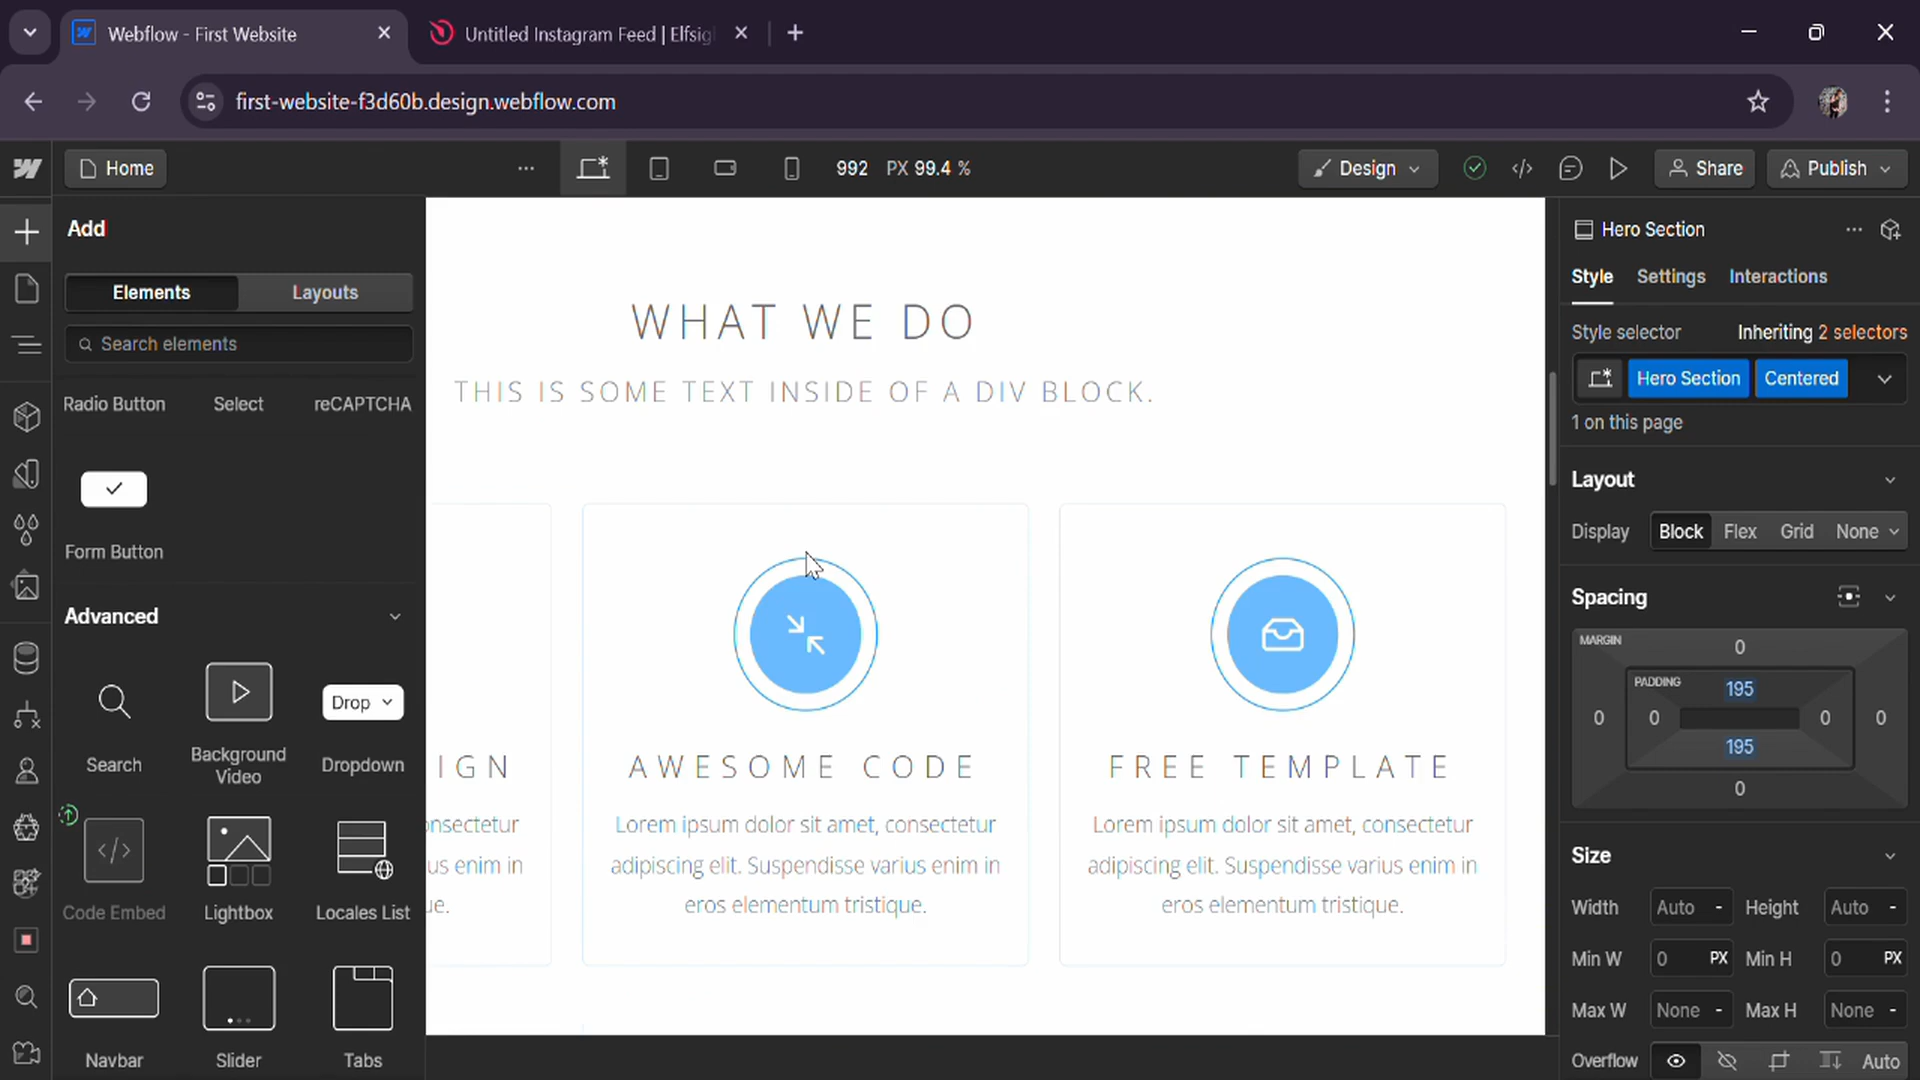 Webflow - First Website
Untitled Instagram Feed | Elfsig
first-website-f3d60b.design.webflow.com
Home
992 PX 99.4 %
Design
Share
Publish
Add
Elements
Layouts
Search elements
Radio Button
Select
reCAPTCHA
Form Button
Advanced
Search
Background
Video
Drop
Dropdown
Code Embed
Lightbox
Locales List
Navbar
Slider
Tabs
WHAT WE DO
THIS IS SOME TEXT INSIDE OF A DIV BLOCK.
IGN
onsectetur
us enim in
ue.
AWESOME CODE
Lorem ipsum dolor sit amet, consectetur
adipiscing elit. Suspendisse varius enim in
eros elementum tristique.
FREE TEMPLATE
Lorem ipsum dolor sit amet, consectetur
adipiscing elit. Suspendisse varius enim in
eros elementum tristique.
Hero Section
Style
Settings
Interactions
Style selector
Inheriting 2 selectors
Hero Section
Centered
1 on this page
Layout
Display
Block
Flex
Grid
None
Spacing
MARGIN
0
PADDING
195
0
0
0
0
195
0
Size
Width
Auto -
Height
Auto -
Min W
0 PX
Min H
0 PX
Max W
None -
Max H
None -
Overflow
Auto